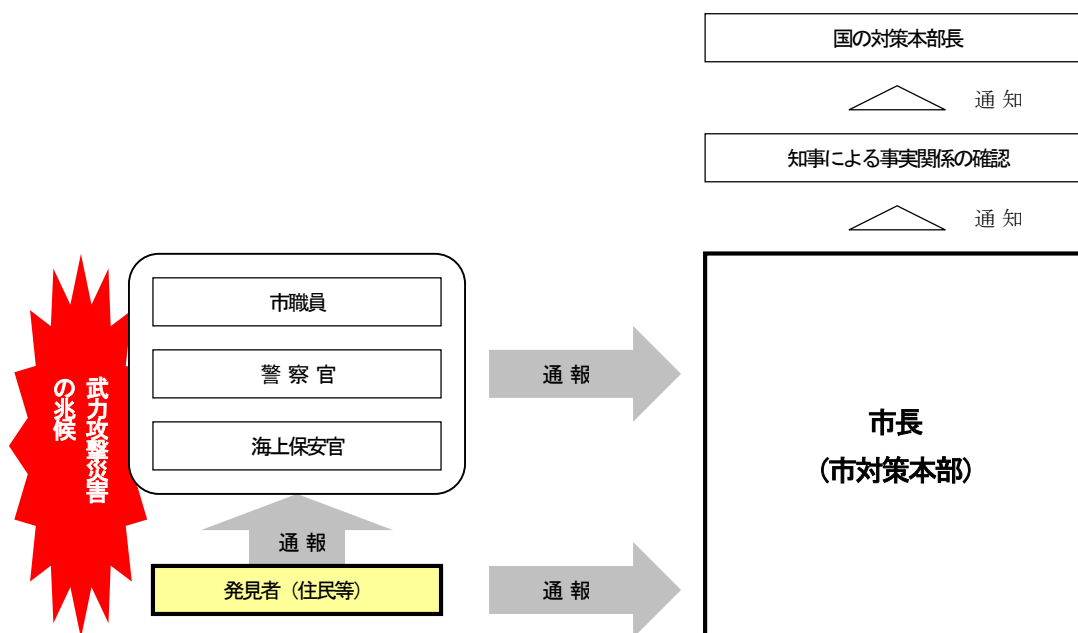 国の対策本部長
通 知
知事による事実関係の確認
通 知
武力攻撃災害
の兆候
市職員
警 察 官
海上保安官
通 報
発見者（住民等）
通 報
通 報
市長
（市対策本部）